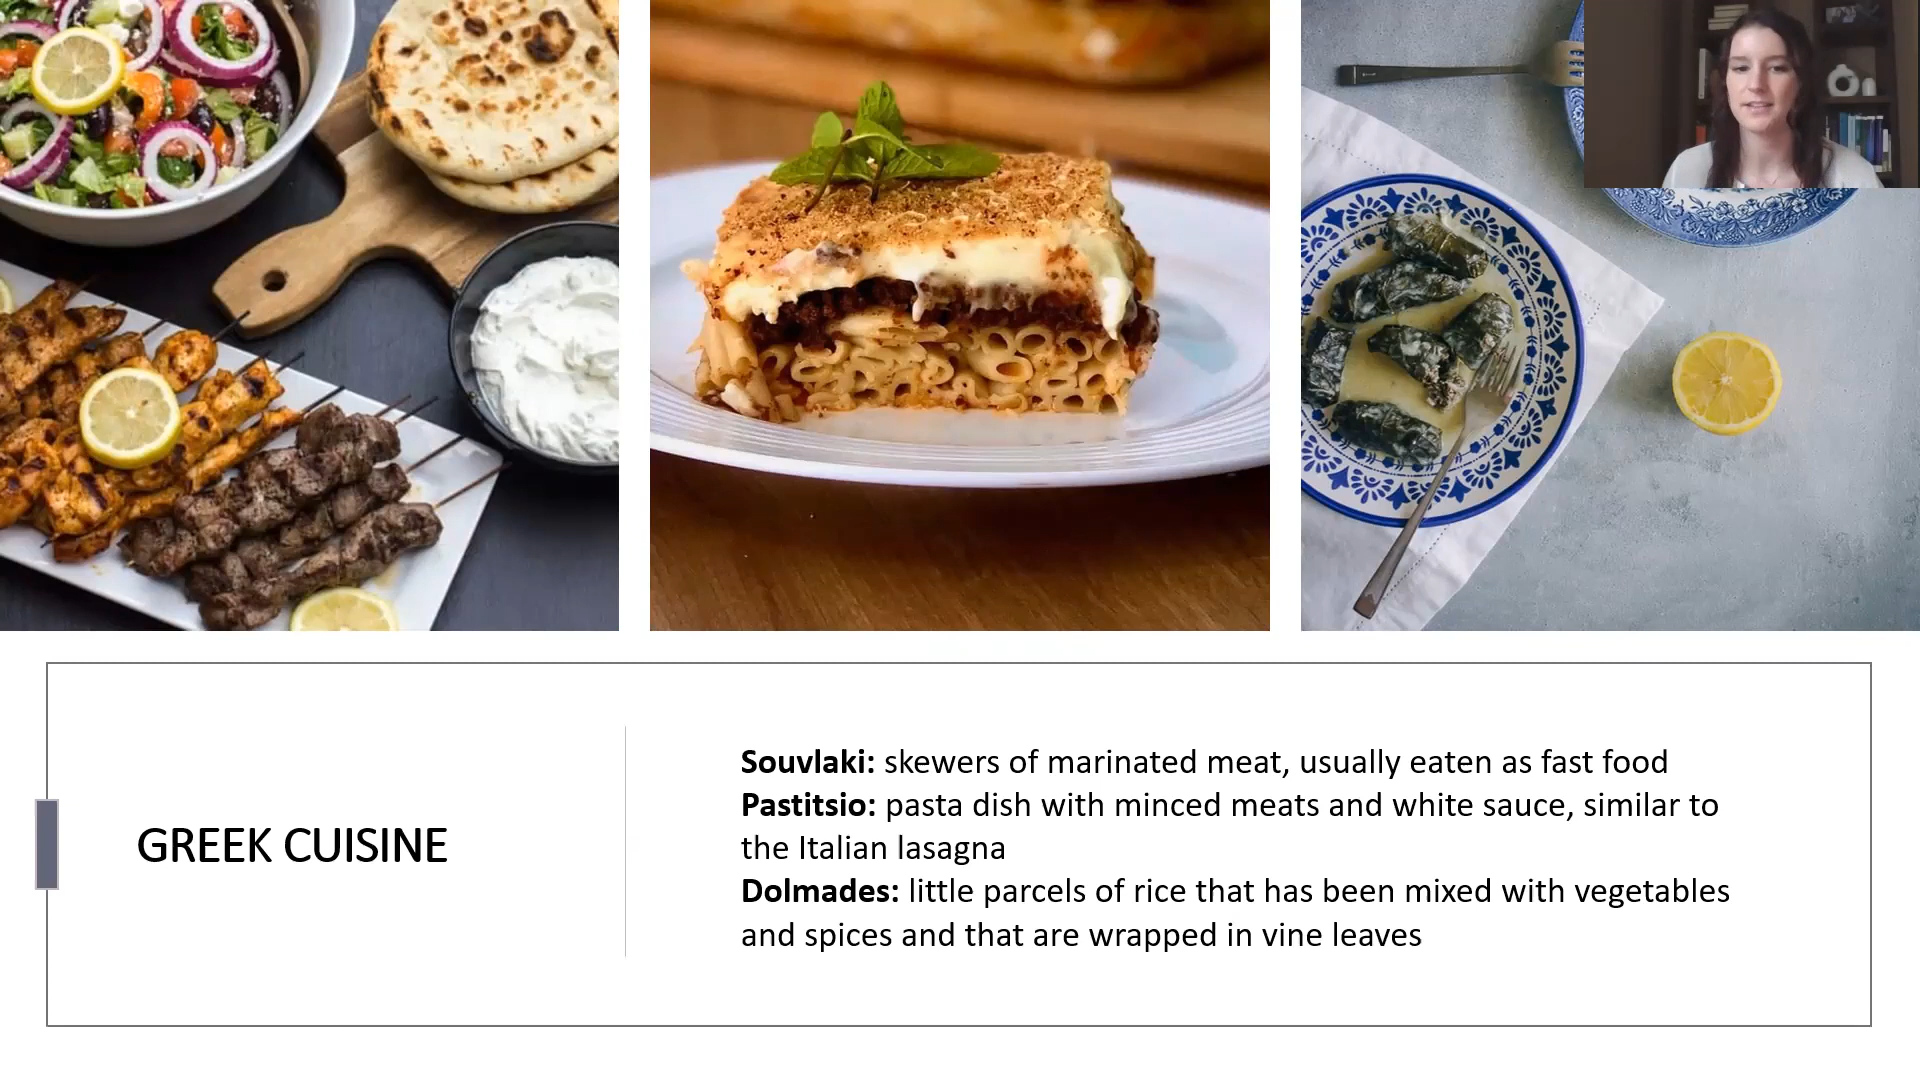 GREEK CUISINE
Souvlaki: skewers of marinated meat, usually eaten as fast food
Pastitsio: pasta dish with minced meats and white sauce, similar to
the Italian lasagna
Dolmades: little parcels of rice that has been mixed with vegetables
and spices and that are wrapped in vine leaves